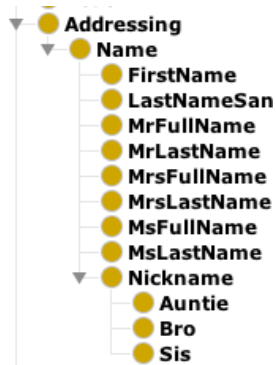 Addressing
Name
FirstName
LastNameSan
MrFullName
MrLastName
MrsFullName
MrsLastName
MsFullName
MsLastName
Nickname
Auntie
Bro
Sis